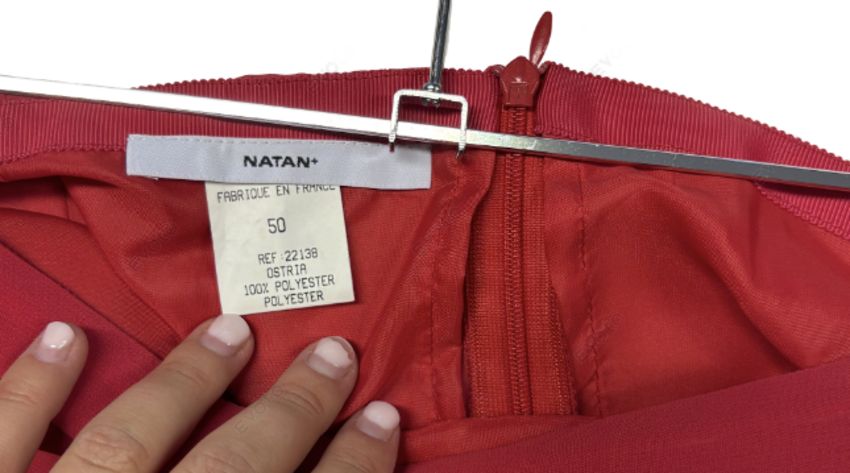 NATAN+
FABRIQUE EN FRANCE
50
REF 22138
OSTRIA
100% POLYESTER
POLYESTER